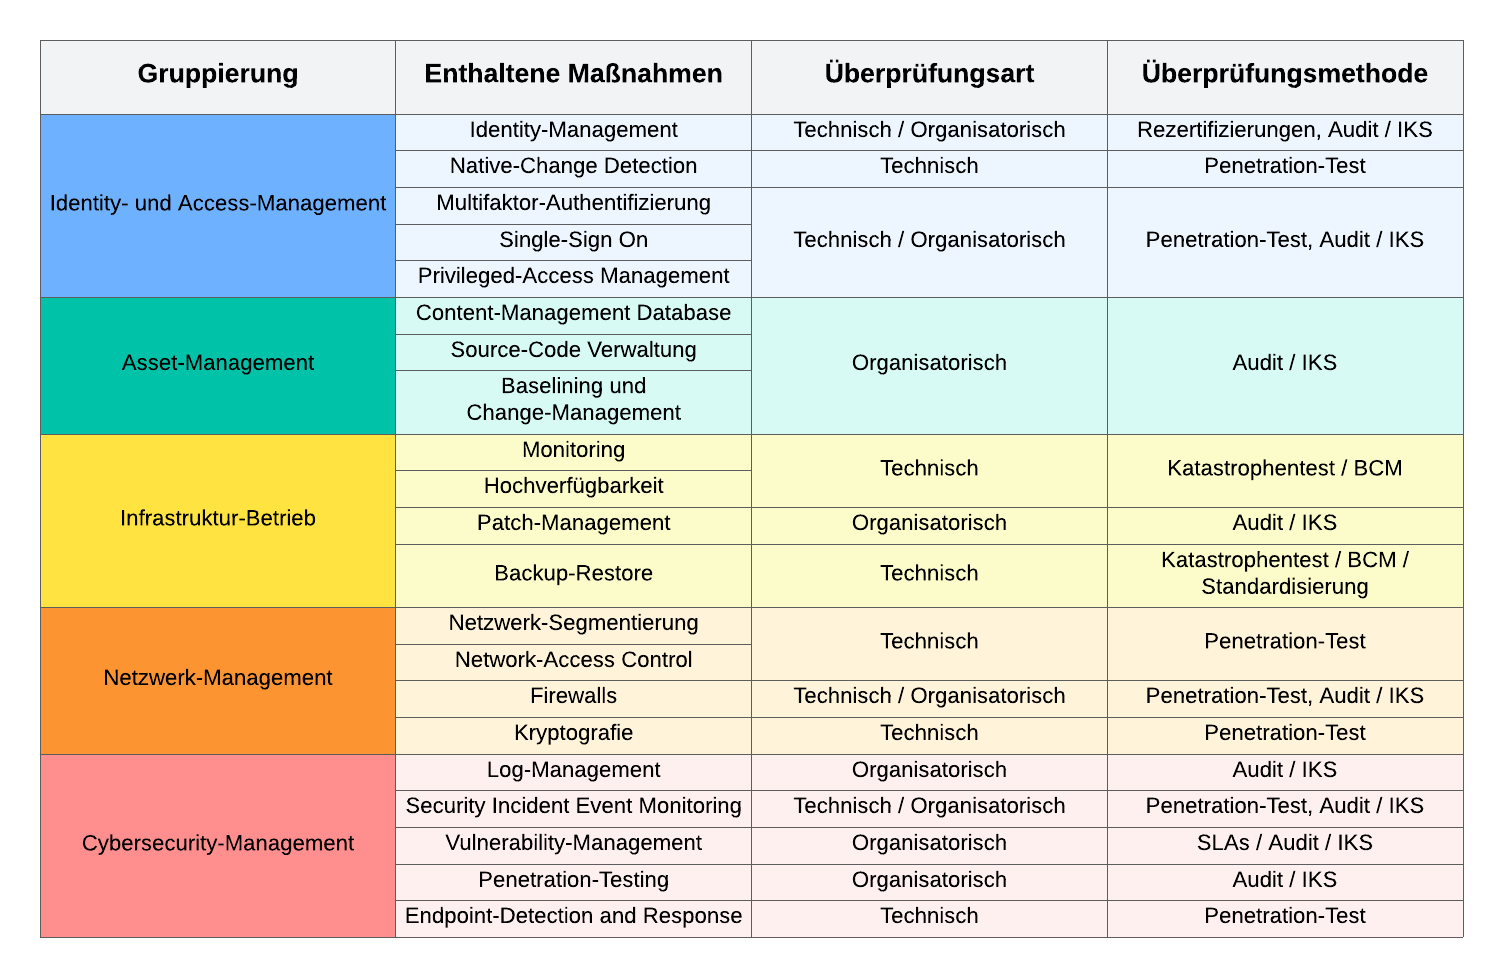 Gruppierung
Enthaltene Maßnahmen
Überprüfungsart
Überprüfungsmethode
Identity- und Access-Management
Identity-Management
Technisch / Organisatorisch
Rezertifizierungen, Audit / IKS
Native-Change Detection
Technisch
Penetration-Test
Multifaktor-Authentifizierung
Single-Sign On
Privileged-Access Management
Technisch / Organisatorisch
Penetration-Test, Audit / IKS
Asset-Management
Content-Management Database
Source-Code Verwaltung
Baselining und
Change-Management
Organisatorisch
Audit / IKS
Infrastruktur-Betrieb
Monitoring
Hochverfügbarkeit
Technisch
Katastrophentest / BCM
Patch-Management
Organisatorisch
Audit / IKS
Backup-Restore
Technisch
Katastrophentest / BCM /
Standardisierung
Netzwerk-Management
Netzwerk-Segmentierung
Network-Access Control
Technisch
Penetration-Test
Firewalls
Technisch / Organisatorisch
Penetration-Test, Audit / IKS
Kryptografie
Technisch
Penetration-Test
Cybersecurity-Management
Log-Management
Organisatorisch
Audit / IKS
Security Incident Event Monitoring
Technisch / Organisatorisch
Penetration-Test, Audit / IKS
Vulnerability-Management
Organisatorisch
SLAs / Audit / IKS
Penetration-Testing
Organisatorisch
Audit / IKS
Endpoint-Detection and Response
Technisch
Penetration-Test